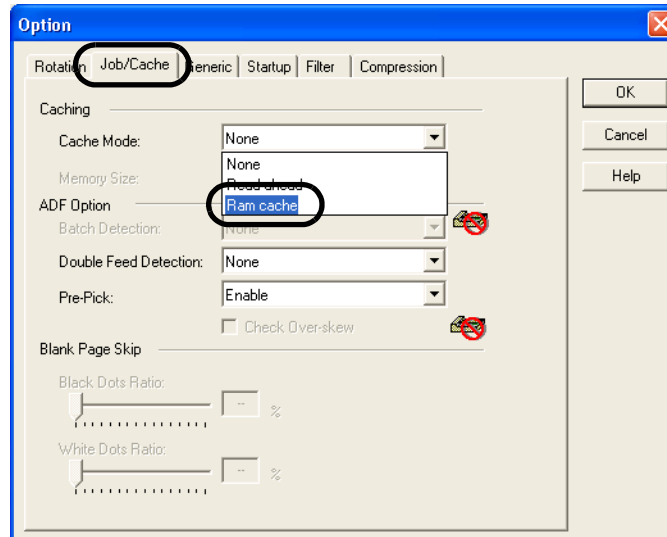 Option
Rotation Job/Cache Generic Startup Filter Compression
OK
Caching
Cache Mode: None
Cancel
None
Memory Size: Read ahead
Help
Ram cache
ADF Option
Batch Detection: None
Double Feed Detection: None
Pre-Pick: Enable
Check Over-skew
Blank Page Skip
Black Dots Ratio:
-- %
White Dots Ratio:
-- %